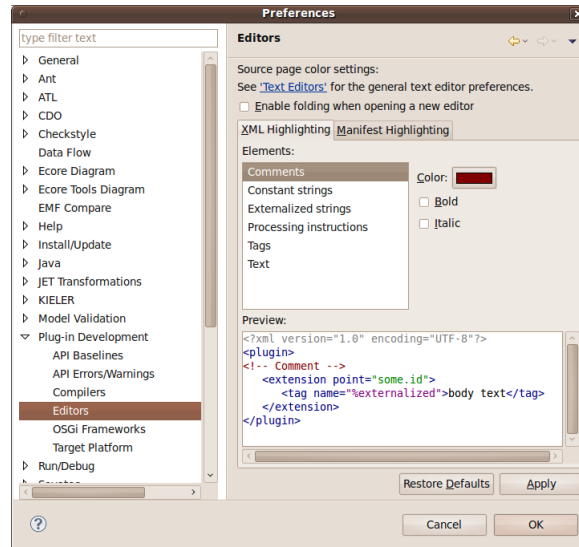 Preferences
type filter text
General
Ant
ATL
CDO
Checkstyle
Data Flow
Ecore Diagram
Ecore Tools Diagram
EMF Compare
Help
Install/Update
Java
JET Transformations
KIELER
Model Validation
Plug-in Development
API Baselines
API Errors/Warnings
Compilers
Editors
OSGi Frameworks
Target Platform
Run/Debug
Editors
Source page color settings:
See 'Text Editors' for the general text editor preferences.
Enable folding when opening a new editor
XML Highlighting Manifest Highlighting
Elements:
Comments
Constant strings
Externalized strings
Processing instructions
Tags
Text
Color:
Bold
Italic
Preview:
<?xml version="1.0" encoding="UTF-8"?>
<plugin>
<!-- Comment -->
<extension point="some.id">
<tag name="%externalized">body text</tag>
</extension>
</plugin>
Restore Defaults Apply
Cancel OK